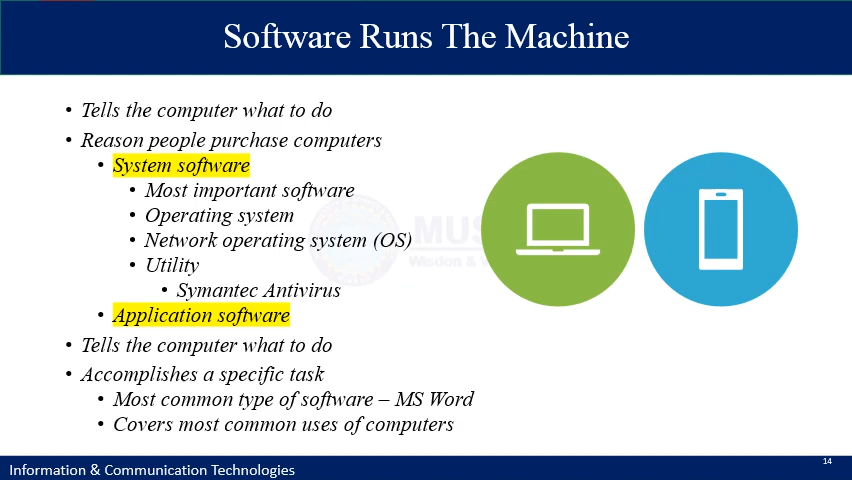 Software Runs The Machine
• Tells the computer what to do
• Reason people purchase computers
• System software
• Most important software
• Operating system
• Network operating system (OS)
• Utility
• Symantec Antivirus
• Application software
• Tells the computer what to do
• Accomplishes a specific task
• Most common type of software – MS Word
• Covers most common uses of computers
MUS
Wisdom &
Information & Communication Technologies
14